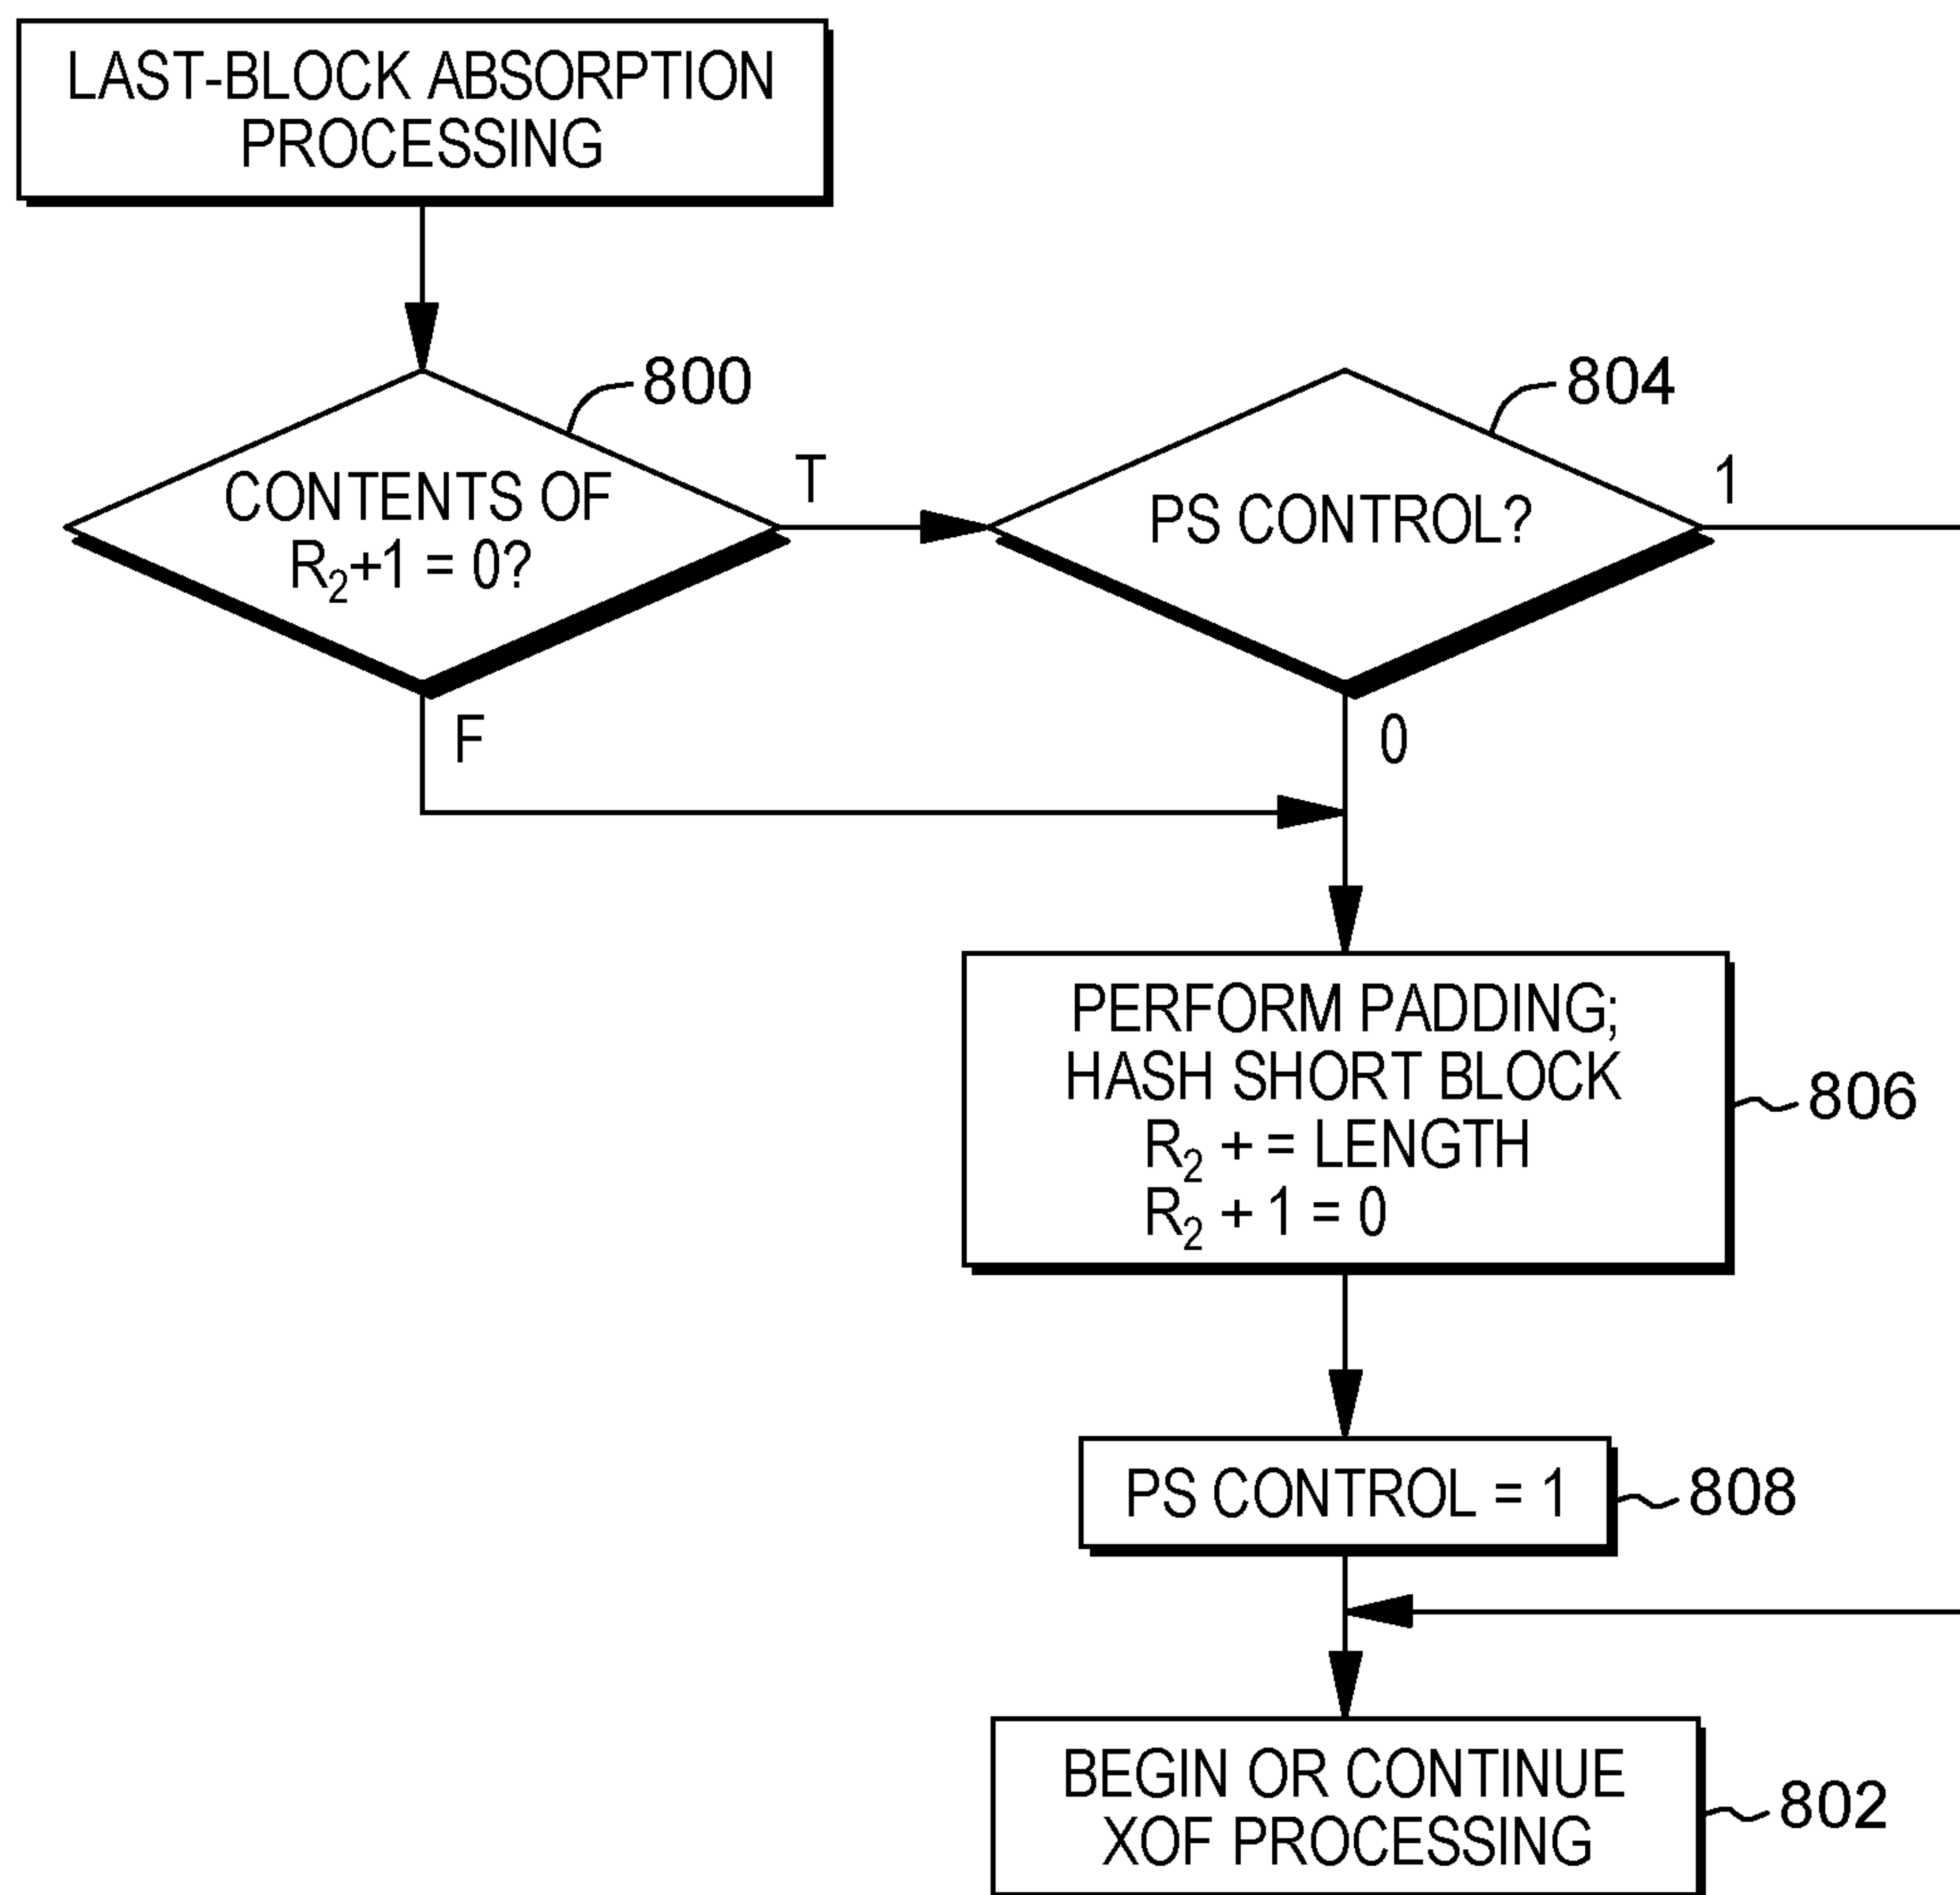 LAST-BLOCK ABSORPTION
PROCESSING
800
CONTENTS OF
R₂+1 = 0?
T
F
804
PS CONTROL?
1
0
PERFORM PADDING;
HASH SHORT BLOCK
R₂ + = LENGTH
R₂ + 1 = 0
806
PS CONTROL = 1
808
BEGIN OR CONTINUE
XOF PROCESSING
802